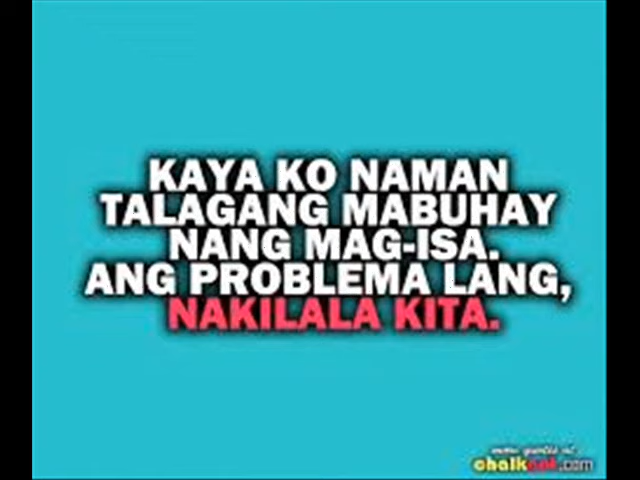 KAYA KO NAMAN
TALAGANG MABUHAY
NANG MAG-ISA.
ANG PROBLEMA LANG,
NAKILALA KITA.